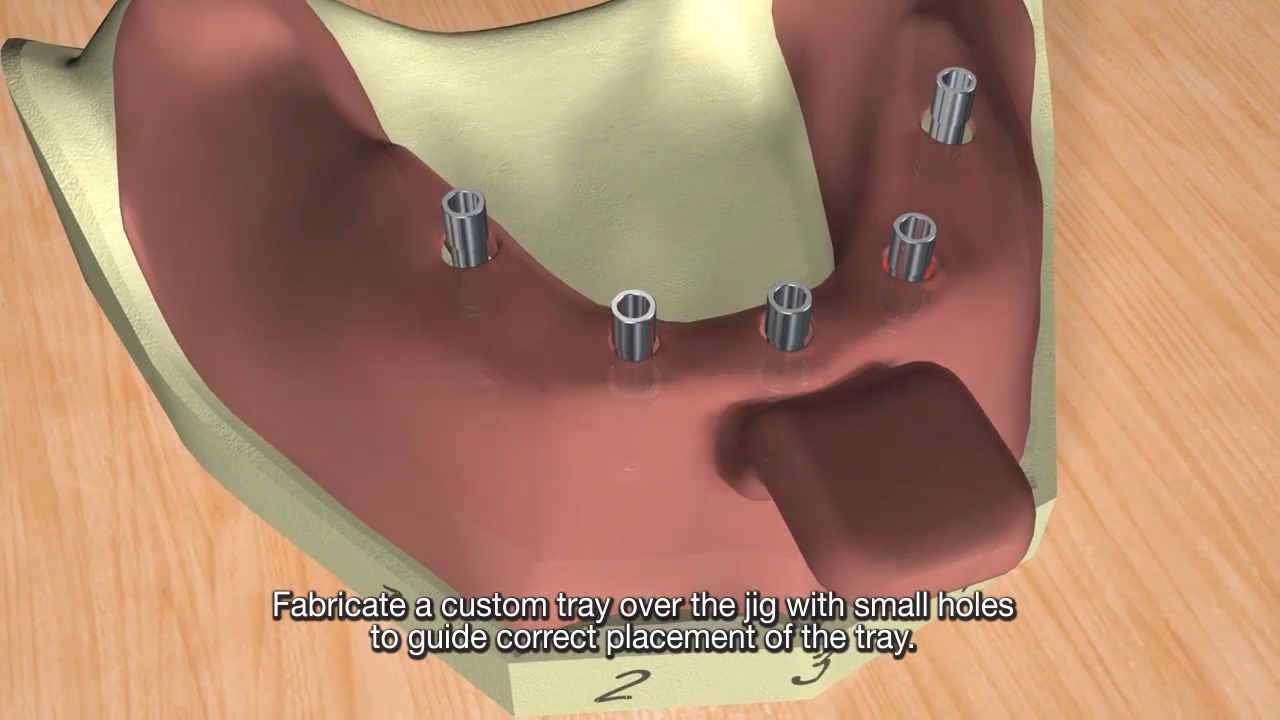 Fabricate a custom tray over the jig with small holes
to guide correct placement of the tray.
2
3